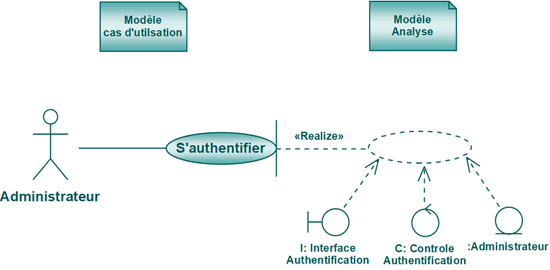 Modèle
cas d'utilsation
Modèle
Analyse
S'authentifier
«Realize»
Administrateur
I: Interface
Authentification
C: Controle
Authentification
:Administrateur